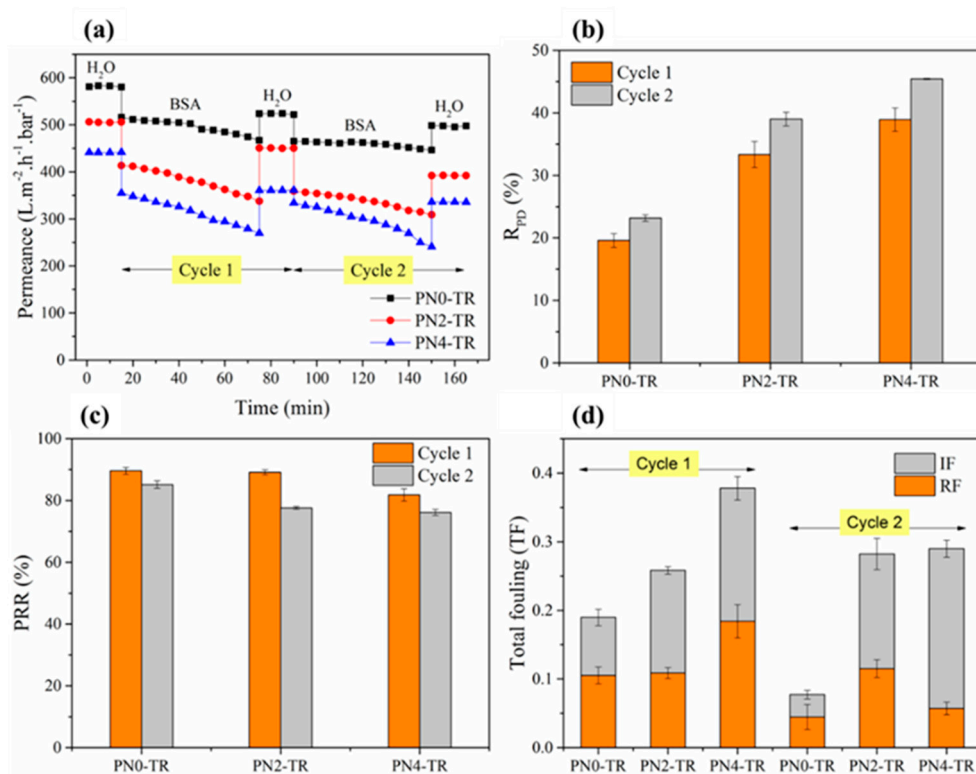 (a)
H₂O
BSA
H₂O
BSA
H₂O
Cycle 1
Cycle 2
PN0-TR
PN2-TR
PN4-TR
600
500
400
300
200
100
0
Permeance (L.m⁻².h⁻¹.bar⁻¹)
0 20 40 60 80 100 120 140 160
Time (min)
(b)
Cycle 1
Cycle 2
50
40
30
20
10
0
R_PD (%)
PN0-TR PN2-TR PN4-TR
(c)
Cycle 1
Cycle 2
100
80
60
40
20
0
PRR (%)
PN0-TR PN2-TR PN4-TR
(d)
Cycle 1
IF
RF
Cycle 2
0.4
0.3
0.2
0.1
0.0
Total fouling (TF)
PN0-TR PN2-TR PN4-TR PN0-TR PN2-TR PN4-TR